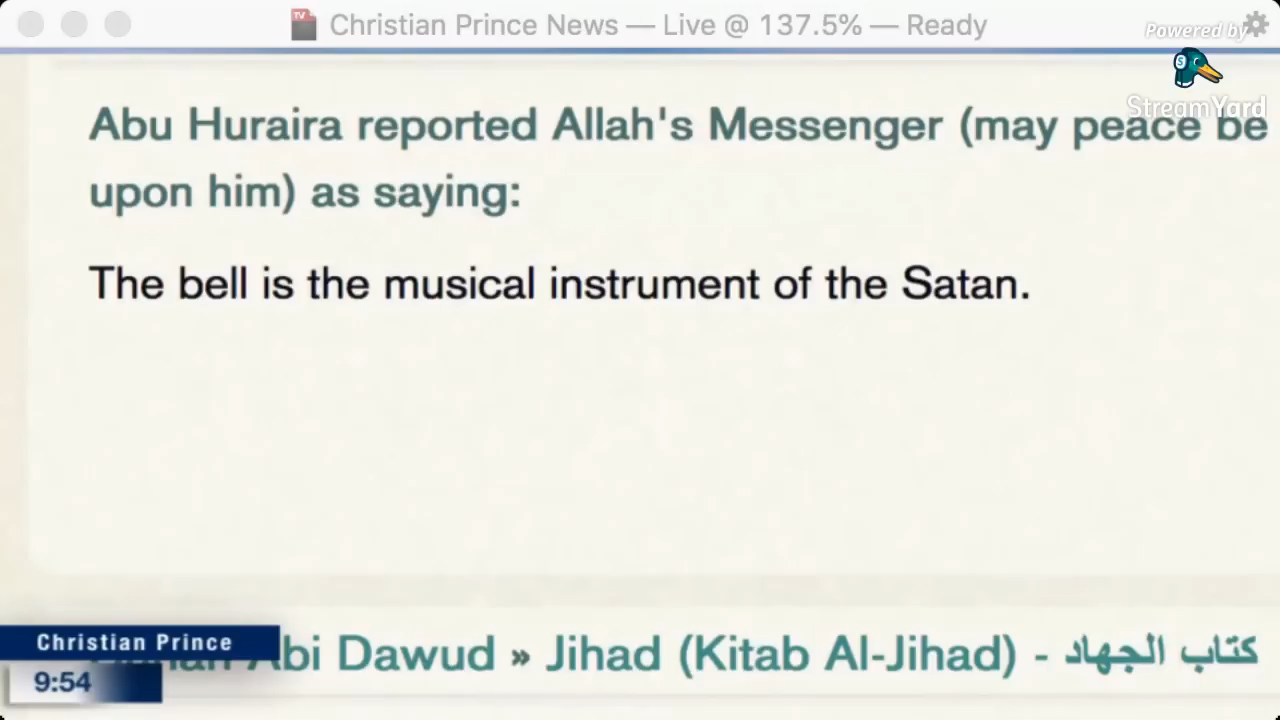 Christian Prince News — Live @ 137.5% — Ready
Powered by
StreamYard
Abu Huraira reported Allah's Messenger (may peace be
upon him) as saying:
The bell is the musical instrument of the Satan.
Abi Dawud » Jihad (Kitab Al-Jihad) - كتاب الجهاد
Christian Prince
9:54